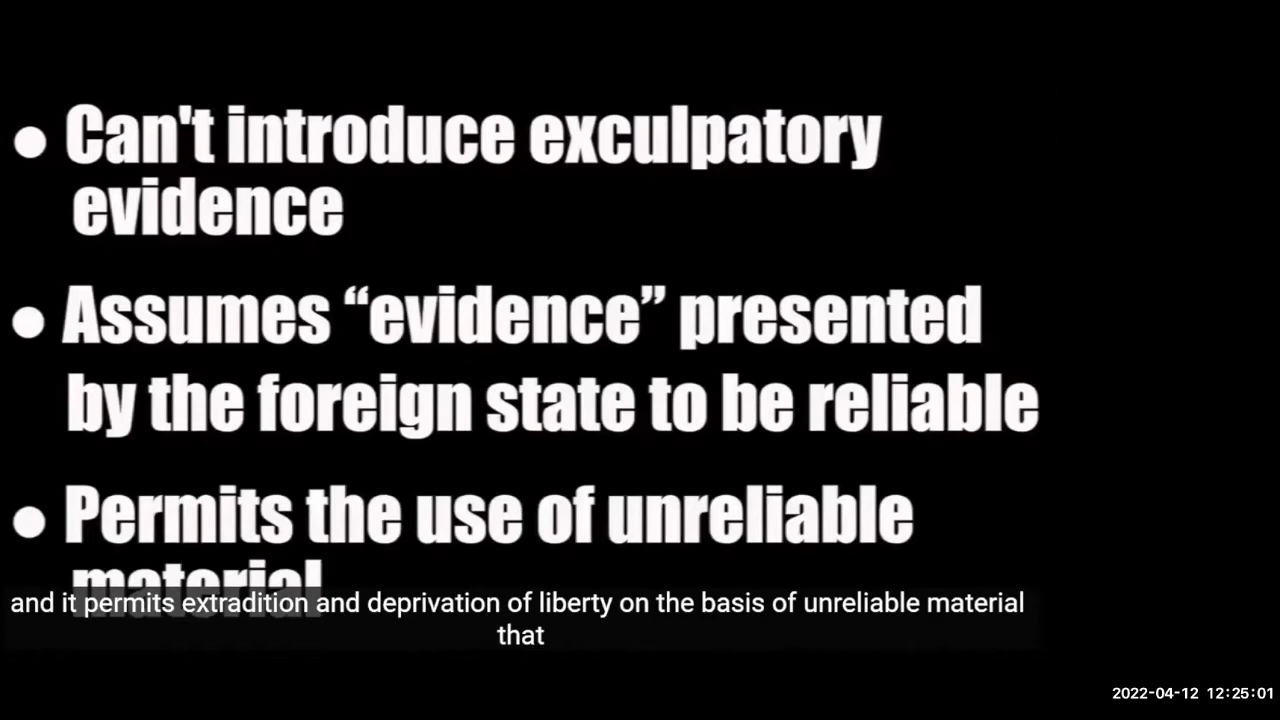 • Can't introduce exculpatory
evidence
• Assumes “evidence” presented
by the foreign state to be reliable
• Permits the use of unreliable
material
and it permits extradition and deprivation of liberty on the basis of unreliable material
that
2022-04-12 12:25:01